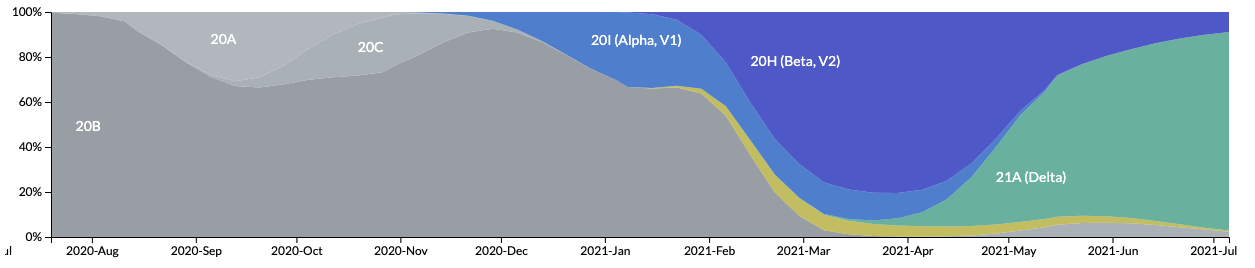 100%
80%
60%
40%
20%
0%
20A
20C
20B
20I (Alpha, V1)
20H (Beta, V2)
21A (Delta)
ul
2020-Aug
2020-Sep
2020-Oct
2020-Nov
2020-Dec
2021-Jan
2021-Feb
2021-Mar
2021-Apr
2021-May
2021-Jun
2021-Jul